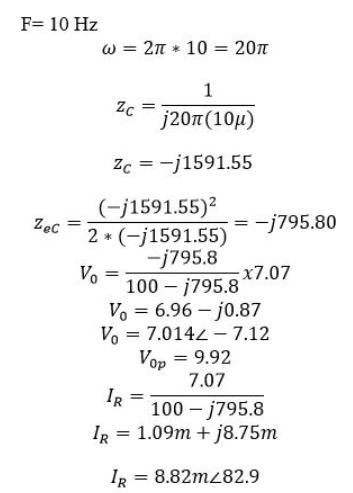 F= 10 Hz
ω = 2π * 10 = 20π
z_C = 1 / j20π(10μ)
z_C = −j1591.55
z_eC = (−j1591.55)² / 2 * (−j1591.55) = −j795.80
V_0 = −j795.8 / 100 − j795.8 x7.07
V_0 = 6.96 − j0.87
V_0 = 7.014∠ − 7.12
V_0p = 9.92
I_R = 7.07 / 100 − j795.8
I_R = 1.09m + j8.75m
I_R = 8.82m∠82.9